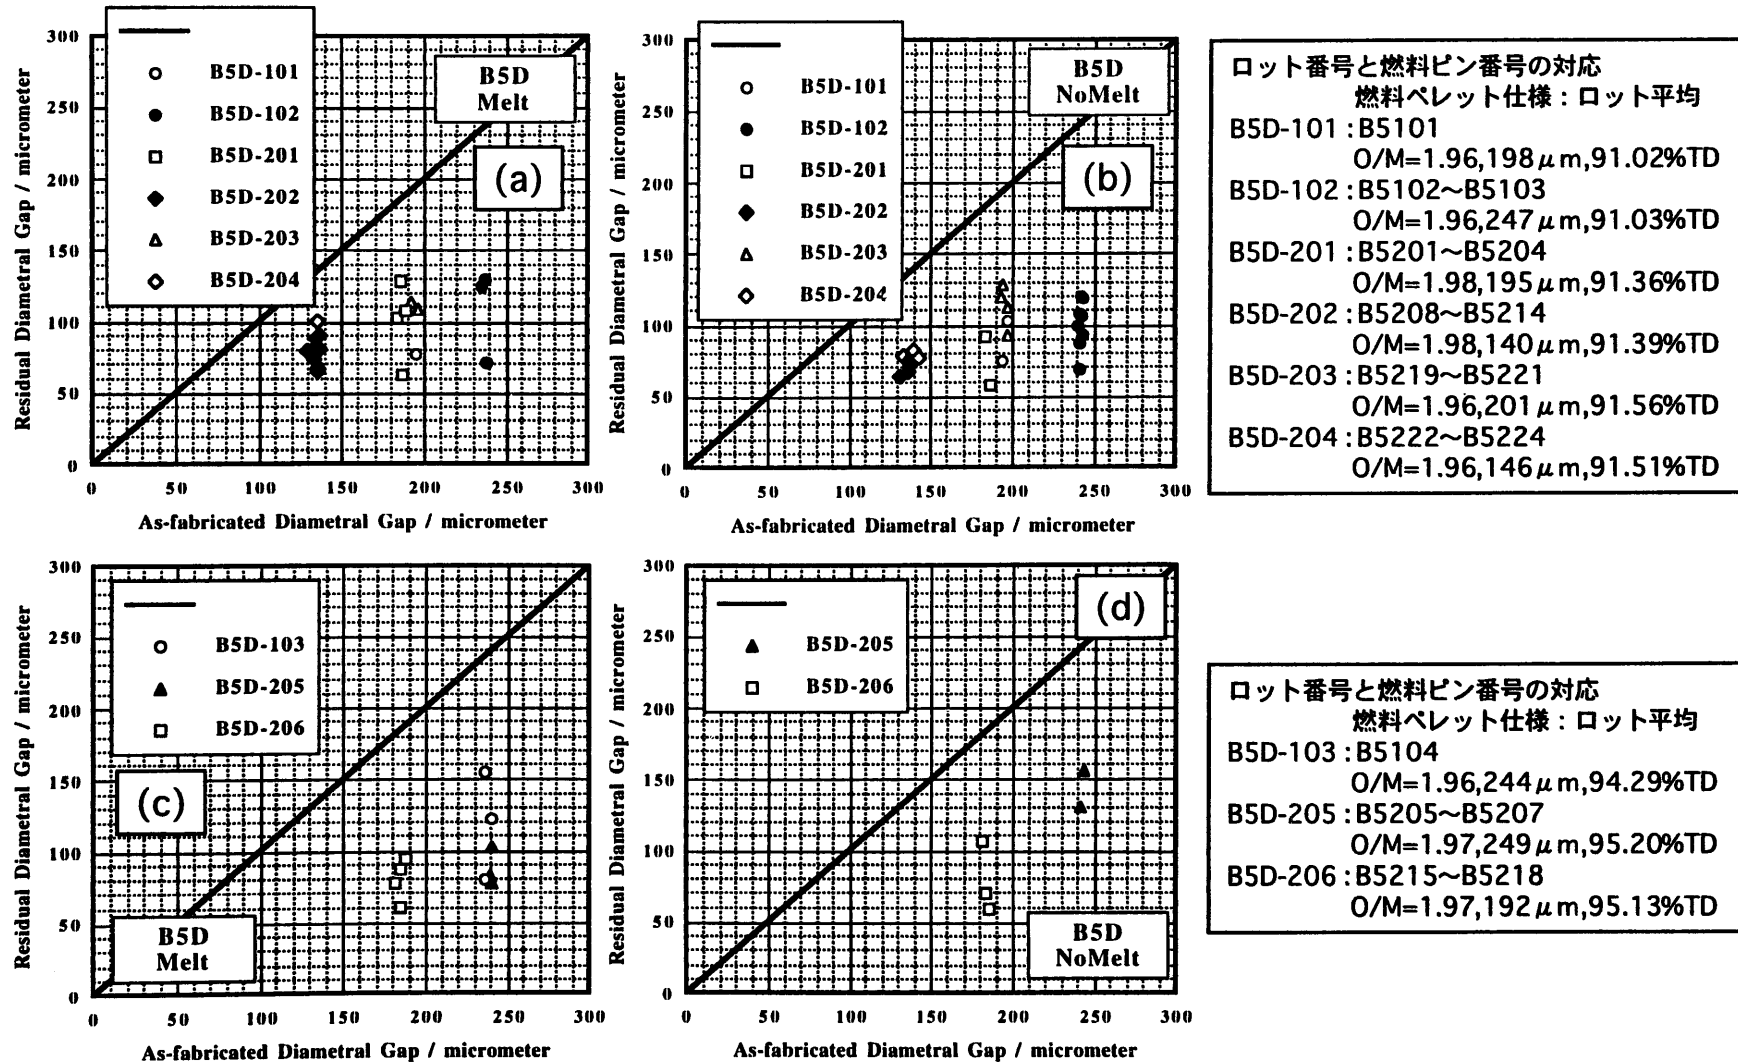 300
250
200
150
100
50
0
0 50 100 150 200 250 300
Residual Diametral Gap / micrometer
As-fabricated Diametral Gap / micrometer
B5D-101
B5D-102
B5D-201
B5D-202
B5D-203
B5D-204
B5D
Melt
(a)
300
250
200
150
100
50
0
0 50 100 150 200 250 300
Residual Diametral Gap / micrometer
As-fabricated Diametral Gap / micrometer
B5D-101
B5D-102
B5D-201
B5D-202
B5D-203
B5D-204
B5D
NoMelt
(b)
ロット番号と燃料ピン番号の対応
燃料ペレット仕様:ロット平均
B5D-101:B5101
O/M=1.96,198μm,91.02%TD
B5D-102:B5102~B5103
O/M=1.96,247μm,91.03%TD
B5D-201:B5201~B5204
O/M=1.98,195μm,91.36%TD
B5D-202:B5208~B5214
O/M=1.98,140μm,91.39%TD
B5D-203:B5219~B5221
O/M=1.96,201μm,91.56%TD
B5D-204:B5222~B5224
O/M=1.96,146μm,91.51%TD
300
250
200
150
100
50
0
0 50 100 150 200 250 300
Residual Diametral Gap / micrometer
As-fabricated Diametral Gap / micrometer
B5D-103
B5D-205
B5D-206
(c)
B5D
Melt
300
250
200
150
100
50
0
0 50 100 150 200 250 300
Residual Diametral Gap / micrometer
As-fabricated Diametral Gap / micrometer
B5D-205
B5D-206
(d)
B5D
NoMelt
ロット番号と燃料ピン番号の対応
燃料ペレット仕様:ロット平均
B5D-103:B5104
O/M=1.96,244μm,94.29%TD
B5D-205:B5205~B5207
O/M=1.97,249μm,95.20%TD
B5D-206:B5215~B5218
O/M=1.97,192μm,95.13%TD